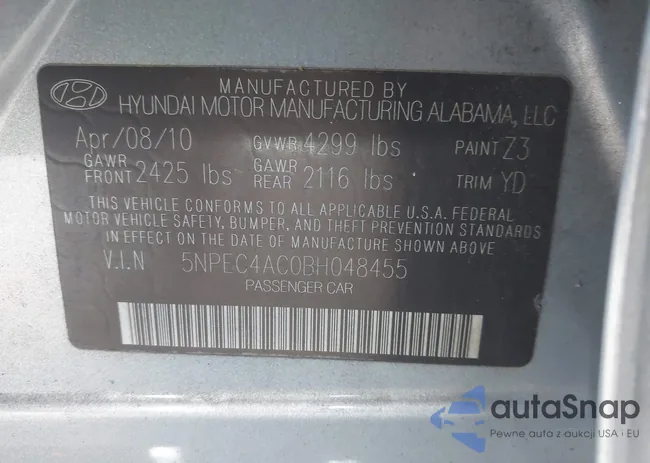 MANUFACTURED BY
HYUNDAI MOTOR MANUFACTURING ALABAMA, LLC
Apr/08/10 GVWR 4299 lbs PAINT Z3
GAWR FRONT 2425 lbs GAWR REAR 2116 lbs TRIM YD
THIS VEHICLE CONFORMS TO ALL APPLICABLE U.S.A. FEDERAL
MOTOR VEHICLE SAFETY, BUMPER, AND THEFT PREVENTION STANDARDS
IN EFFECT ON THE DATE OF MANUFACTURE SHOWN ABOVE.
V.I.N 5NPEC4AC0BH048455
PASSENGER CAR
autoSnap
Pewne auta z aukcji USA i EU